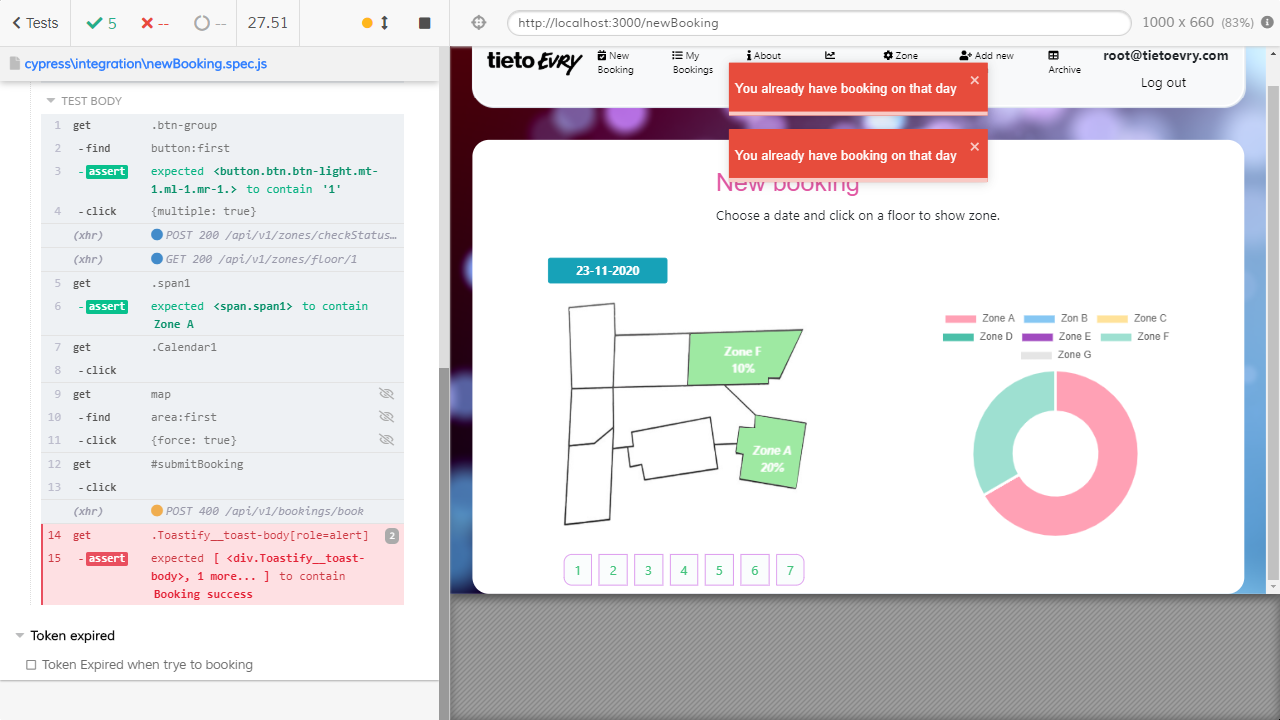 Tests
5
--
--
27.51
http://localhost:3000/newBooking
1000 x 660 (83%)
cypress\integration\newBooking.spec.js
TEST BODY
1 get .btn-group
2 -find button:first
3 -assert expected <button.btn.btn-light.mt-
1.ml-1.mr-1.> to contain '1'
4 -click {multiple: true}
(xhr) POST 200 /api/v1/zones/checkStatus…
(xhr) GET 200 /api/v1/zones/floor/1
5 get .span1
6 -assert expected <span.span1> to contain
Zone A
7 get .Calendar1
8 -click
9 get map
10 -find area:first
11 -click {force: true}
12 get #submitBooking
13 -click
(xhr) POST 400 /api/v1/bookings/book
14 get .Toastify__toast-body[role=alert] 2
15 -assert expected [ <div.Toastify__toast-
body>, 1 more... ] to contain
Booking success
Token expired
Token Expired when trye to booking
tieto EVRY
New
Booking
My
Bookings
About
Zone
Add new
Archive
root@tietoevry.com
Log out
You already have booking on that day ×
You already have booking on that day ×
New booking
Choose a date and click on a floor to show zone.
23-11-2020
Zone F
10%
Zone A
20%
1 2 3 4 5 6 7
Zone A Zon B Zone C
Zone D Zone E Zone F
Zone G